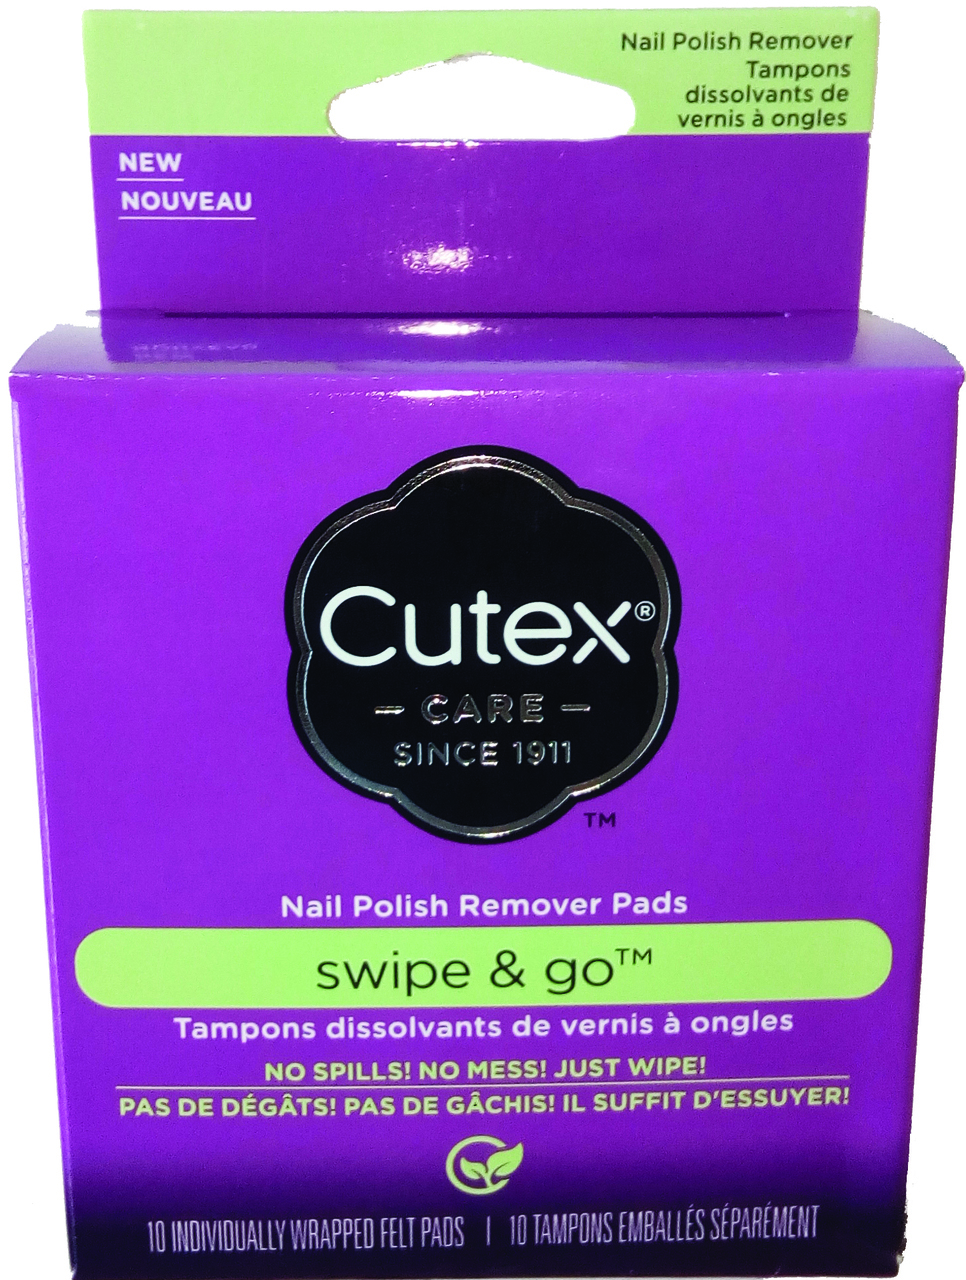 Nail Polish Remover
Tampons
dissolvants de
vernis à ongles
NEW
NOUVEAU
Cutex®
– CARE –
SINCE 1911
TM
Nail Polish Remover Pads
swipe & go™
Tampons dissolvants de vernis à ongles
NO SPILLS! NO MESS! JUST WIPE!
PAS DE DÉGÂTS! PAS DE GÂCHIS! IL SUFFIT D'ESSUYER!
10 INDIVIDUALLY WRAPPED FELT PADS | 10 TAMPONS EMBALLÉS SÉPARÉMENT